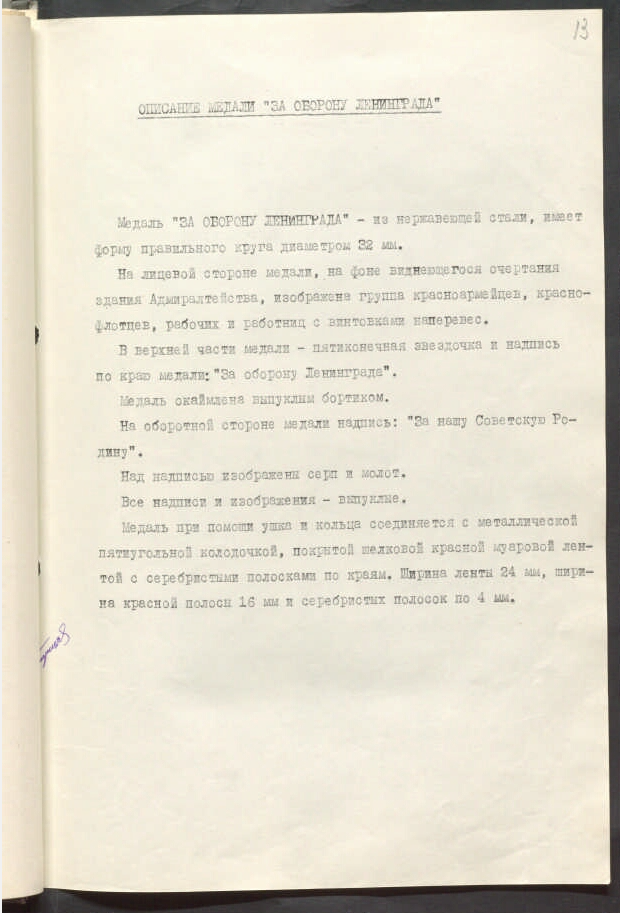 13
ОПИСАНИЕ МЕДАЛИ "ЗА ОБОРОНУ ЛЕНИНГРАДА"
Медаль "ЗА ОБОРОНУ ЛЕНИНГРАДА" - из нержавеющей стали, имеет
форму правильного круга диаметром 32 мм.
На лицевой стороне медали, на фоне виднеющегося очертания
здания Адмиралтейства, изображена группа красноармейцев, красно-
флотцев, рабочих и работниц с винтовками наперевес.
В верхней части медали - пятиконечная звездочка и надпись
по краю медали: "За оборону Ленинграда".
Медаль окаймлена выпуклым бортиком.
На оборотной стороне медали надпись: "За нашу Советскую Ро-
дину".
Над надписью изображены серп и молот.
Все надписи и изображения - выпуклые.
Медаль при помощи ушка и кольца соединяется с металлической
пятиугольной колодочкой, покрытой шелковой красной муаровой лен-
той с серебристыми полосками по краям. Ширина ленты 24 мм, шири-
на красной полосы 16 мм и серебристых полосок по 4 мм.